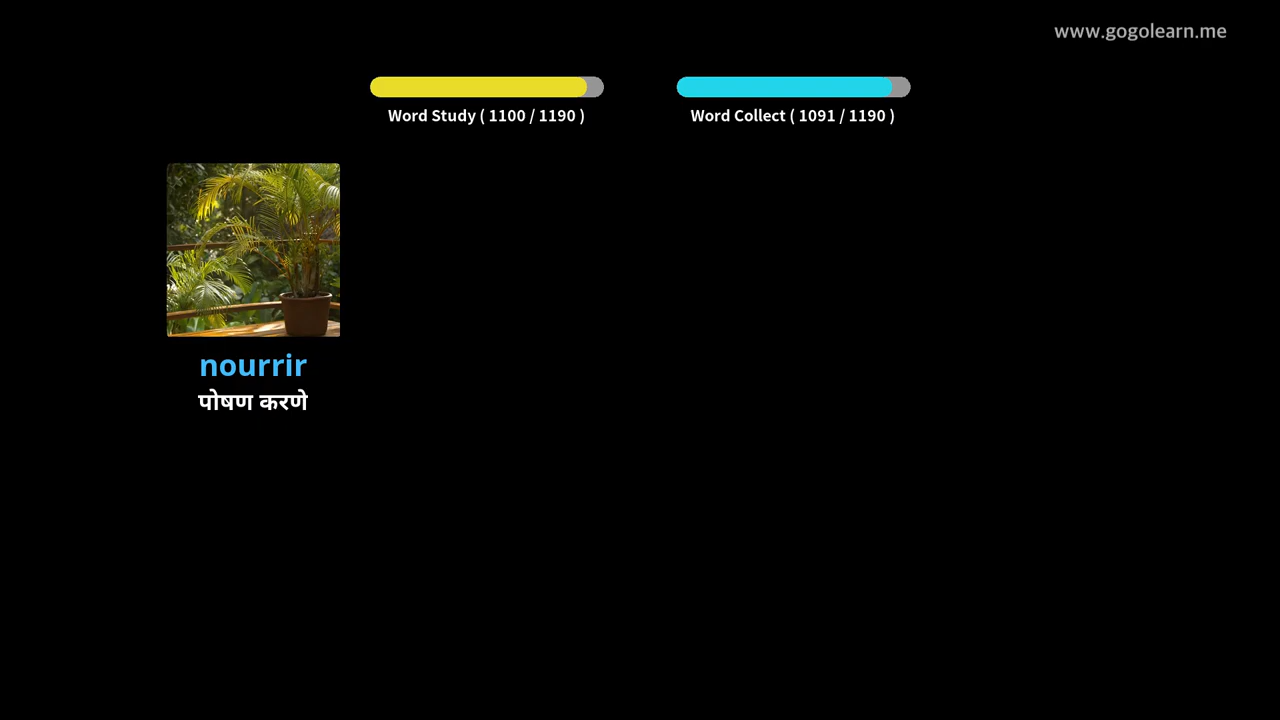 www.gogolearn.me
Word Study ( 1100 / 1190 )
Word Collect ( 1091 / 1190 )
nourrir
पोषण करणे